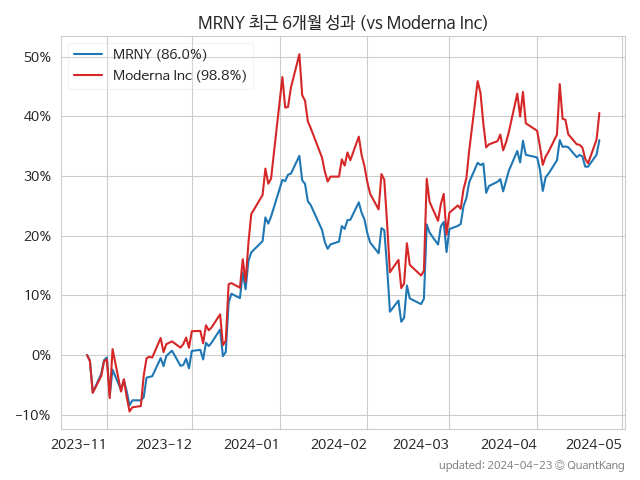 MRNY 최근 6개월 성과 (vs Moderna Inc)
MRNY (86.0%)
Moderna Inc (98.8%)
50%
40%
30%
20%
10%
0%
−10%
2023−11 2023−12 2024−01 2024−02 2024−03 2024−04 2024−05
updated: 2024-04-23 © QuantKang